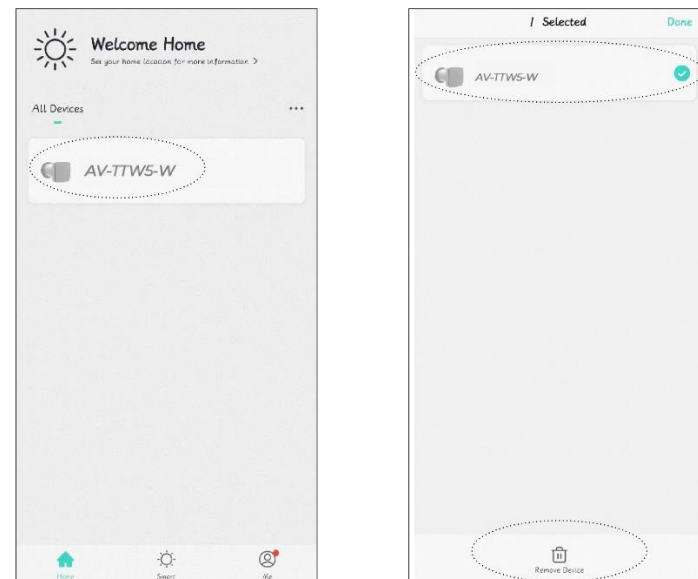 Welcome Home
Set your home location for more information >
All Devices
...
AV-TTW5-W
Home
Smart
Me
1 Selected
Done
AV-TTW5-W
Remove Device